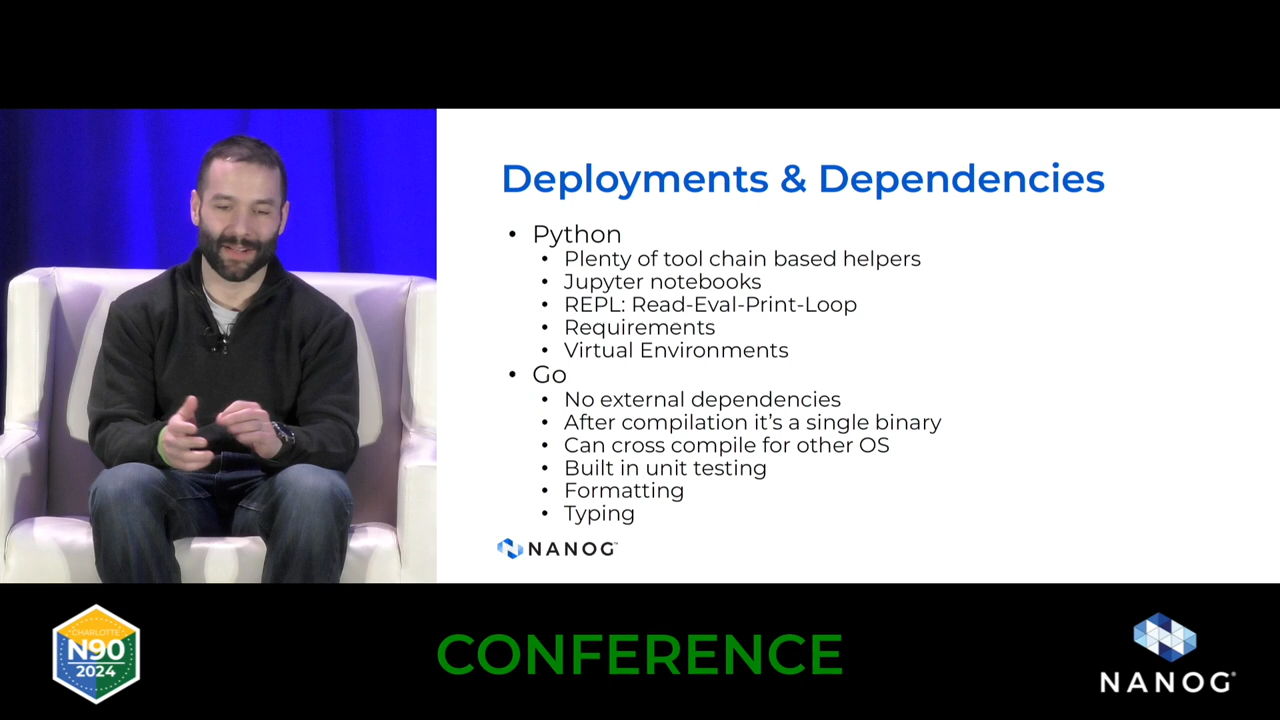 Deployments & Dependencies
• Python
• Plenty of tool chain based helpers
• Jupyter notebooks
• REPL: Read-Eval-Print-Loop
• Requirements
• Virtual Environments
• Go
• No external dependencies
• After compilation it’s a single binary
• Can cross compile for other OS
• Built in unit testing
• Formatting
• Typing
NANOG™
CHARLOTTE
N90
2024
CONFERENCE
NANOG®